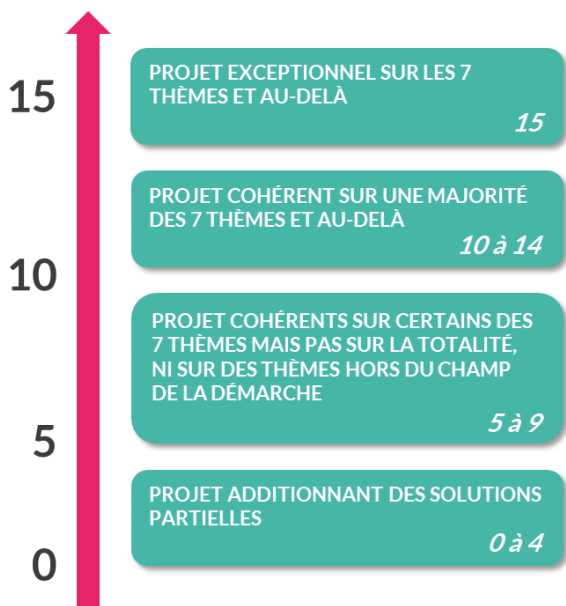 15
PROJET EXCEPTIONNEL SUR LES 7
THÈMES ET AU-DELÀ
15
PROJET COHÉRENT SUR UNE MAJORITÉ
DES 7 THÈMES ET AU-DELÀ
10 à 14
10
PROJET COHÉRENTS SUR CERTAINS DES
7 THÈMES MAIS PAS SUR LA TOTALITÉ,
NI SUR DES THÈMES HORS DU CHAMP
DE LA DÉMARCHE
5 à 9
5
PROJET ADDITIONNANT DES SOLUTIONS
PARTIELLES
0 à 4
0